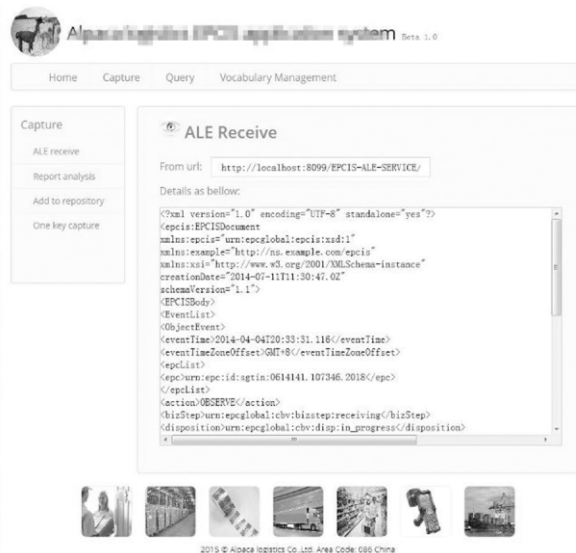 Alpaca logistics EPCIS application system Beta 1.0
Home Capture Query Vocabulary Management
Capture
ALE receive
Report analysis
Add to repository
One key capture
ALE Receive
From url: http://localhost:8099/EPCIS-ALE-SERVICE/
Details as bellow:
<?xml version="1.0" encoding="UTF-8" standalone="yes"?>
<epcis:EPCISDocument
xmlns:epcis="urn:epcglobal:epcis:xsd:1"
xmlns:example="http://ns.example.com/epcis"
xmlns:xsi="http://www.w3.org/2001/XMLSchema-instance"
creationDate="2014-07-11T11:30:47.0Z"
schemaVersion="1.1">
<EPCISBody>
<EventList>
<ObjectEvent>
<eventTime>2014-04-04T20:33:31.116</eventTime>
<eventTimeZoneOffset>GMT+8</eventTimeZoneOffset>
<epcList>
<epc>urn:epc:id:sgtin:0614141.107346.2018</epc>
</epcList>
<action>OBSERVE</action>
<bizStep>urn:epcglobal:cbv:bizstep:receiving</bizStep>
<disposition>urn:epcglobal:cbv:disp:in_progress</disposition>
2015 © Alpaca logistics Co.,Ltd. Area Code: 086 China